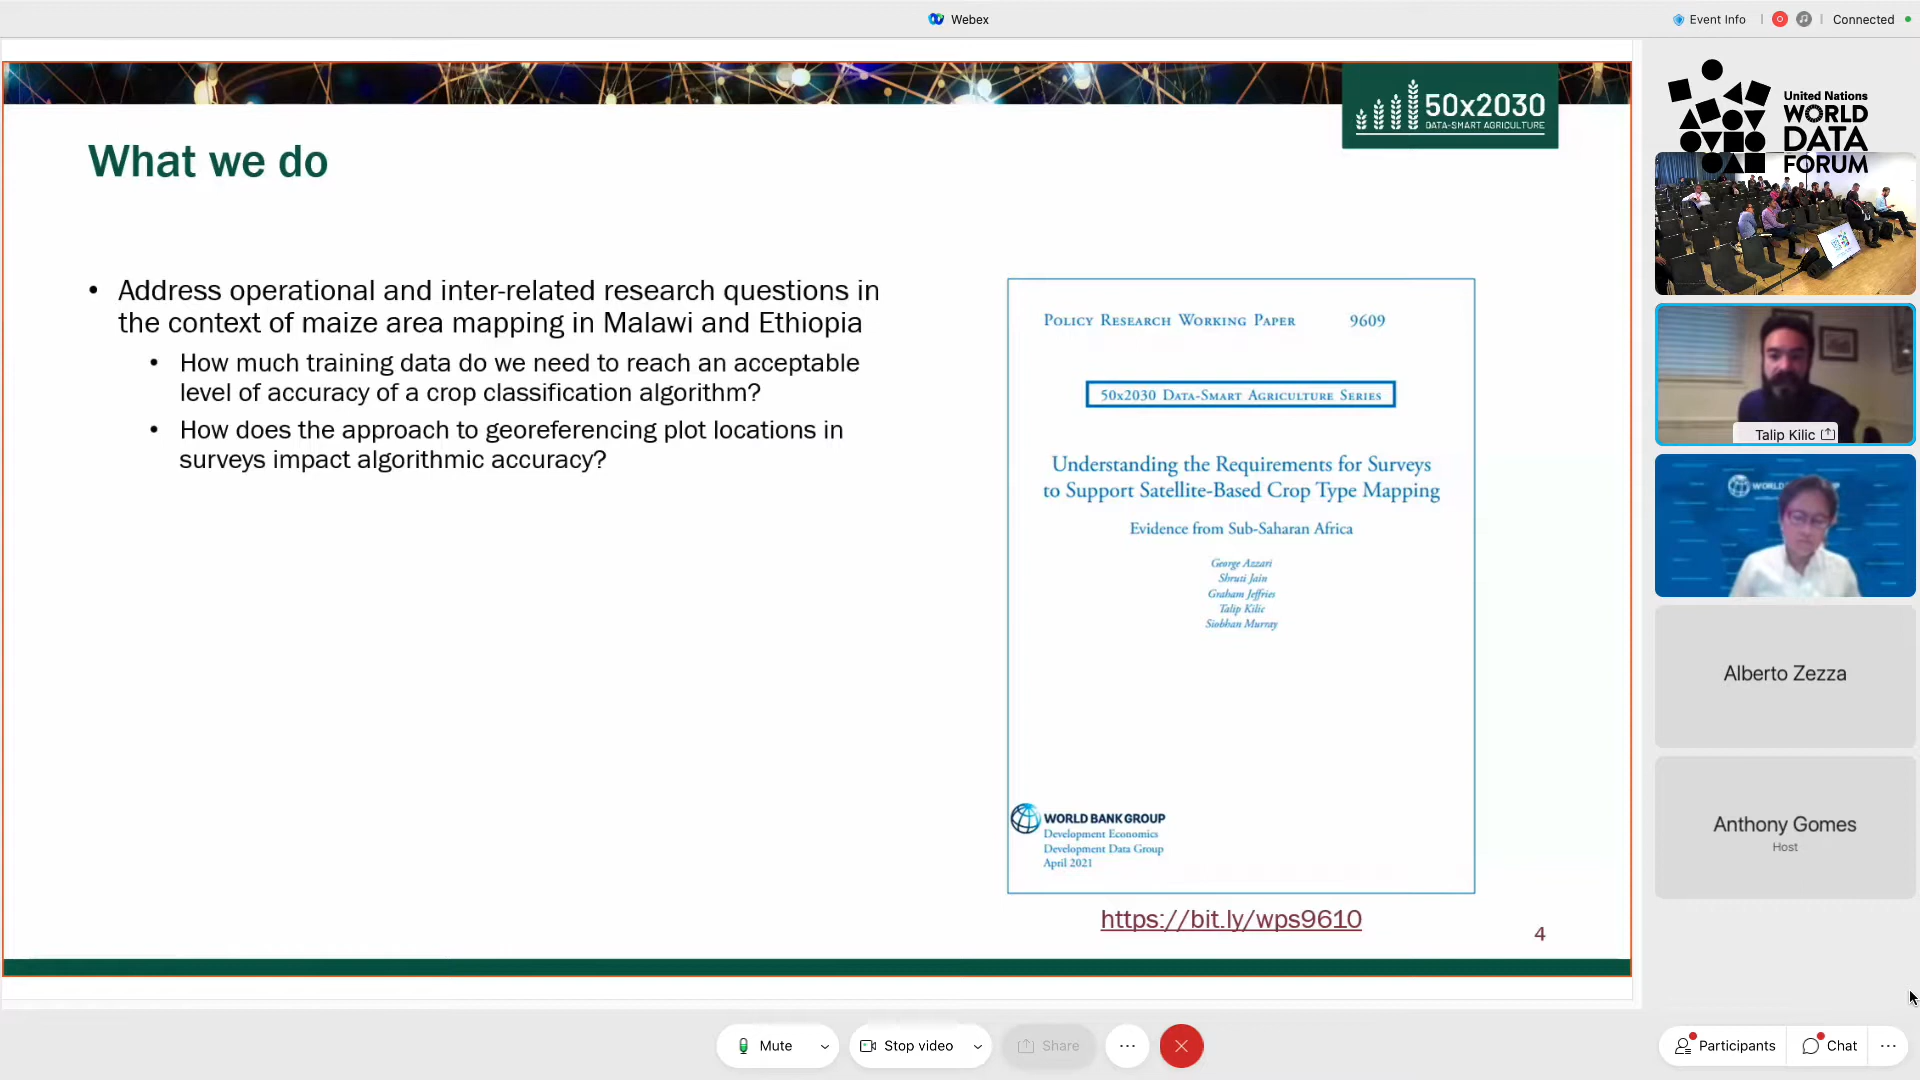 Webex
Event Info
Connected
50x2030
DATA-SMART AGRICULTURE
What we do
• Address operational and inter-related research questions in
the context of maize area mapping in Malawi and Ethiopia
• How much training data do we need to reach an acceptable
level of accuracy of a crop classification algorithm?
• How does the approach to georeferencing plot locations in
surveys impact algorithmic accuracy?
POLICY RESEARCH WORKING PAPER 9609
50x2030 DATA-SMART AGRICULTURE SERIES
Understanding the Requirements for Surveys
to Support Satellite-Based Crop Type Mapping
Evidence from Sub-Saharan Africa
George Azzari
Shruti Jain
Graham Jeffries
Talip Kilic
Siobhan Murray
WORLD BANK GROUP
Development Economics
Development Data Group
April 2021
https://bit.ly/wps9610
4
United Nations
WORLD
DATA
FORUM
Talip Kilic
Alberto Zezza
Anthony Gomes
Host
Mute
Stop video
Share
Participants
Chat